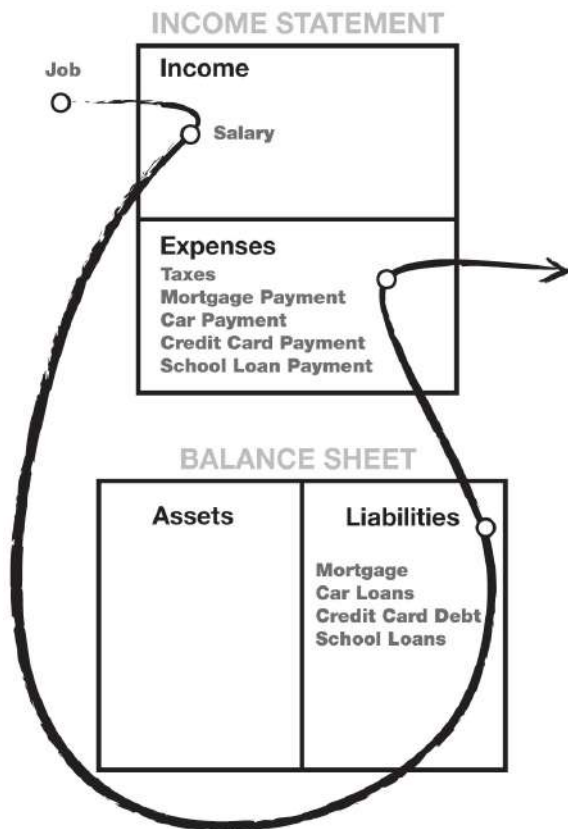 INCOME STATEMENT
Job
Income
Salary
Expenses
Taxes
Mortgage Payment
Car Payment
Credit Card Payment
School Loan Payment
BALANCE SHEET
Assets
Liabilities
Mortgage
Car Loans
Credit Card Debt
School Loans